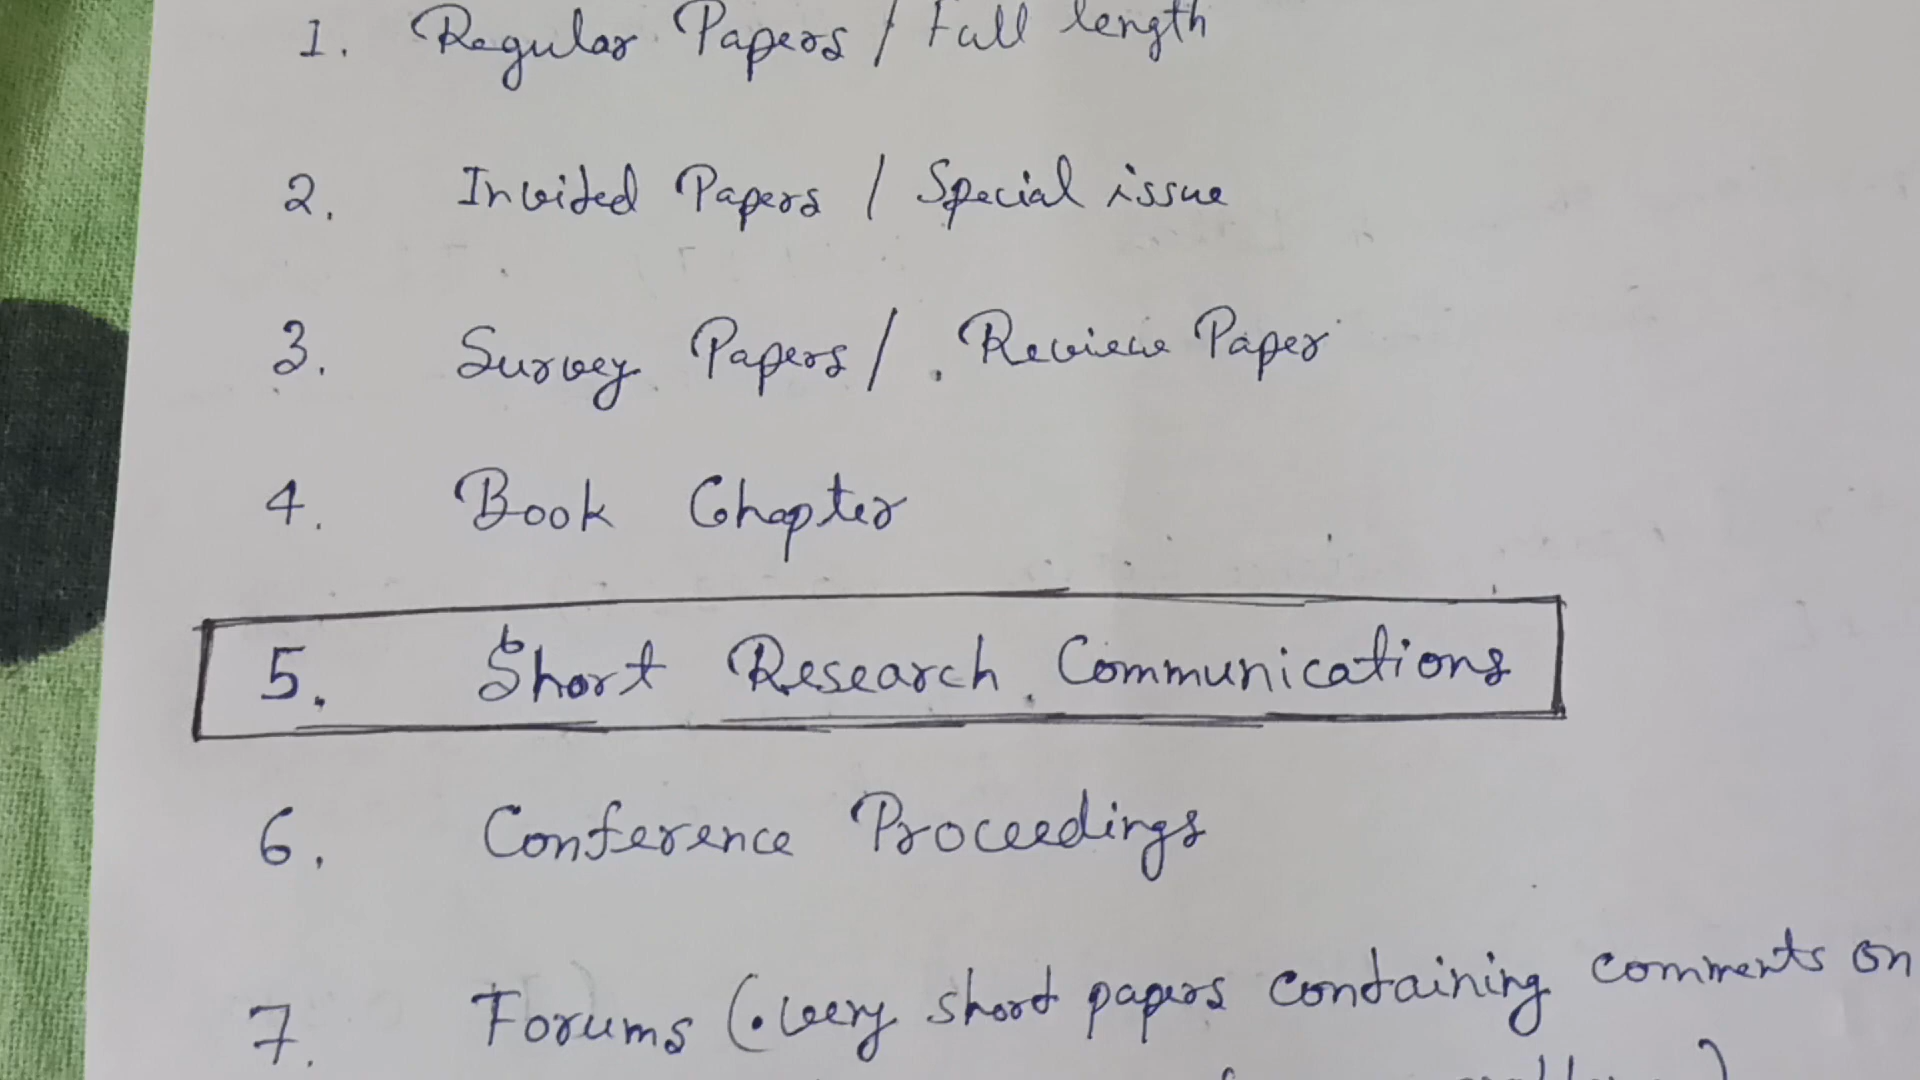 1. Regular Papers / Full length
2. Invited Papers / Special issue
3. Survey Papers / Review Paper
4. Book Chapter
5. Short Research Communications
6. Conference Proceedings
7. Forums (very short papers containing comments on